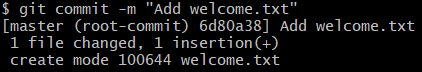 $ git commit -m "Add welcome.txt"
[master (root-commit) 6d80a38] Add welcome.txt
 1 file changed, 1 insertion(+)
 create mode 100644 welcome.txt